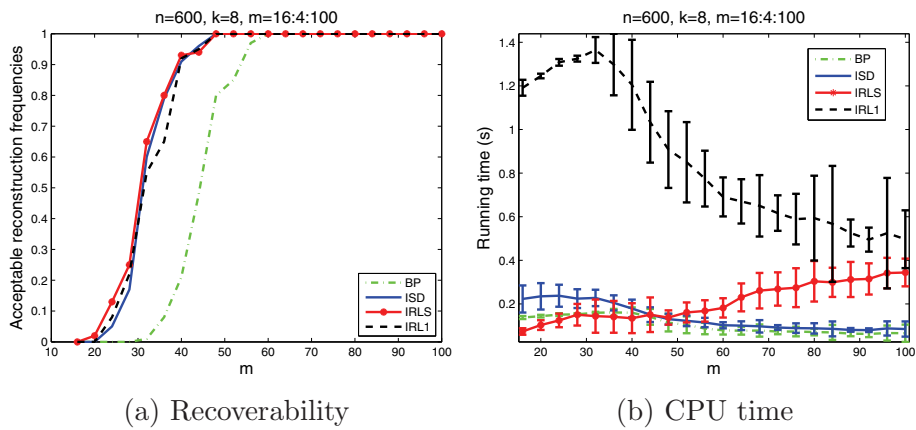 n=600, k=8, m=16:4:100
1
0.9
0.8
0.7
0.6
0.5
0.4
0.3
0.2
0.1
0
Acceptable reconstruction frequencies
BP
ISD
IRLS
IRL1
10 20 30 40 50 60 70 80 90 100
m
(a) Recoverability
n=600, k=8, m=16:4:100
1.4
1.2
1
0.8
0.6
0.4
0.2
Running time (s)
BP
ISD
IRLS
IRL1
20 30 40 50 60 70 80 90 100
m
(b) CPU time